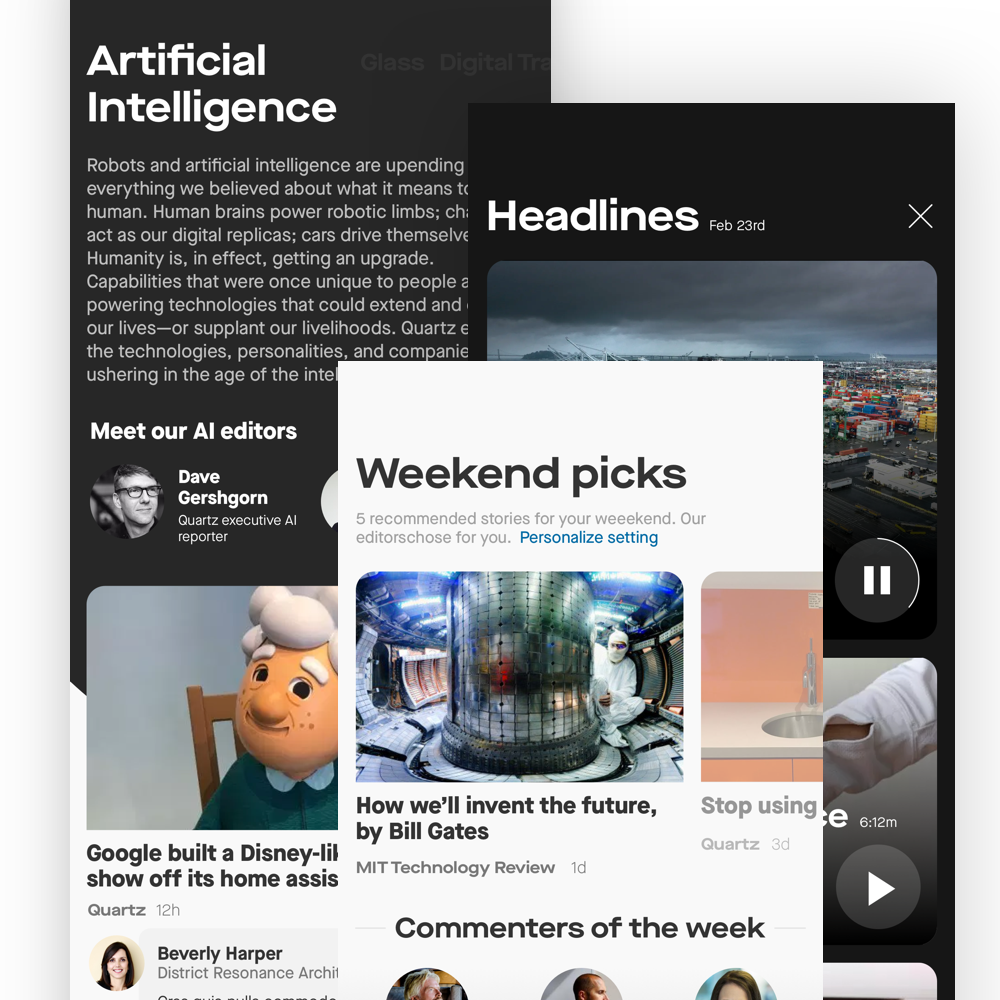 Artificial
Intelligence
Glass Digital Tra
Robots and artificial intelligence are upending
everything we believed about what it means to
human. Human brains power robotic limbs;
act as our digital replicas; cars drive themselve
Humanity is, in effect, getting an upgrade.
Capabilities that were once unique to people a
powering technologies that could extend and
our lives—or supplant our livelihoods. Quartz e
the technologies, personalities, and companie
ushering in the age of the intel
Meet our AI editors
Dave
Gershgorn
Quartz executive AI
reporter
Google built a Disney-lik
show off its home assis
Quartz 12h
Beverly Harper
District Resonance Archit
Headlines Feb 23rd
ce 6:12m
Weekend picks
5 recommended stories for your weeekend. Our
editorschose for you. Personalize setting
How we’ll invent the future,
by Bill Gates
MIT Technology Review 1d
Stop using
Quartz 3d
Commenters of the week